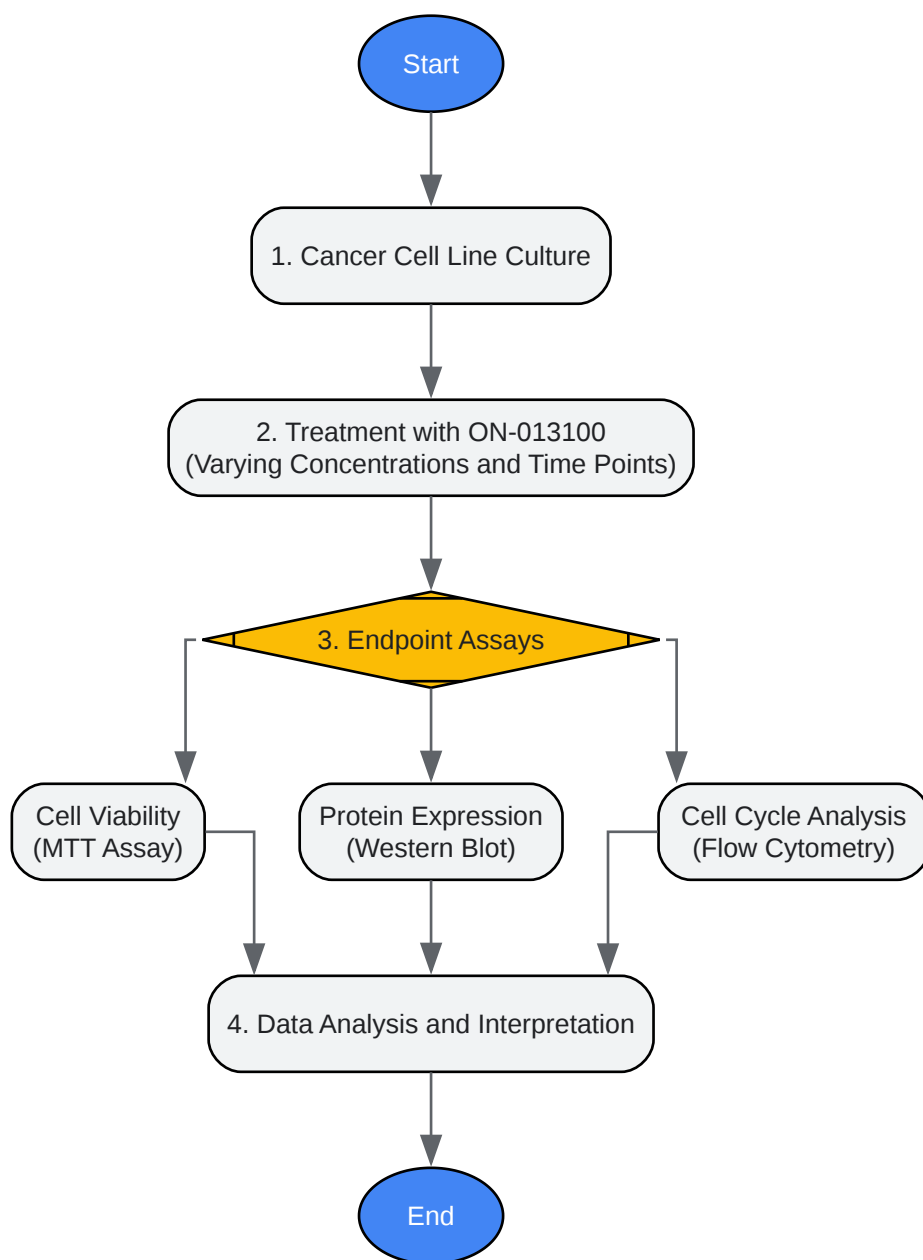 Start
1. Cancer Cell Line Culture
2. Treatment with ON-013100
(Varying Concentrations and Time Points)
3. Endpoint Assays
Cell Viability
(MTT Assay)
Protein Expression
(Western Blot)
Cell Cycle Analysis
(Flow Cytometry)
4. Data Analysis and Interpretation
End